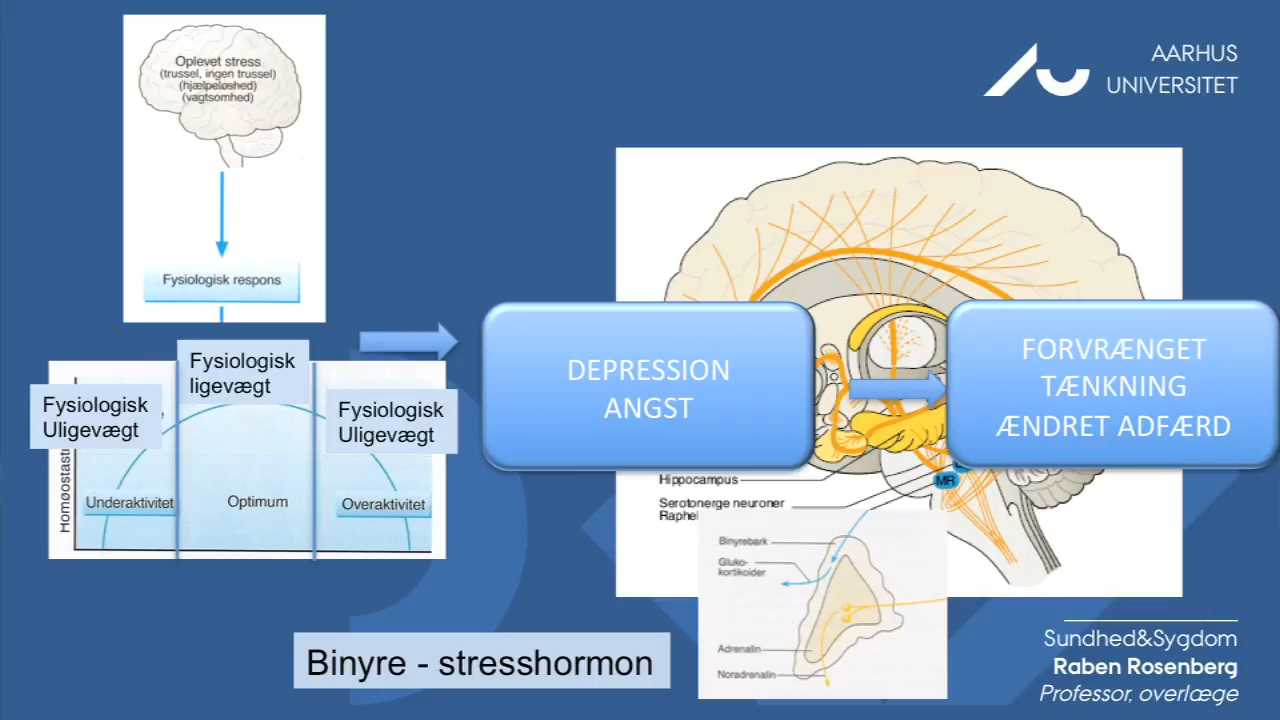 Oplevet stress
(trussel, ingen trussel)
(hjælpeløshed)
(vagtsomhed)
Fysiologisk respons
AARHUS
UNIVERSITET
Fysiologisk
Uligevægt
Fysiologisk
ligevægt
Fysiologisk
Uligevægt
Underaktivitet
Optimum
Overaktivitet
DEPRESSION
ANGST
FORVRÆNGET
TÆNKNING
ÆNDRET ADFÆRD
Hippocampus
Serotonerge neuroner
MR
Binyrebark
Gluko-
kortikoider
Adrenalin
Noradrenalin
Binyre - stresshormon
Sundhed&Sygdom
Raben Rosenberg
Professor, overlæge